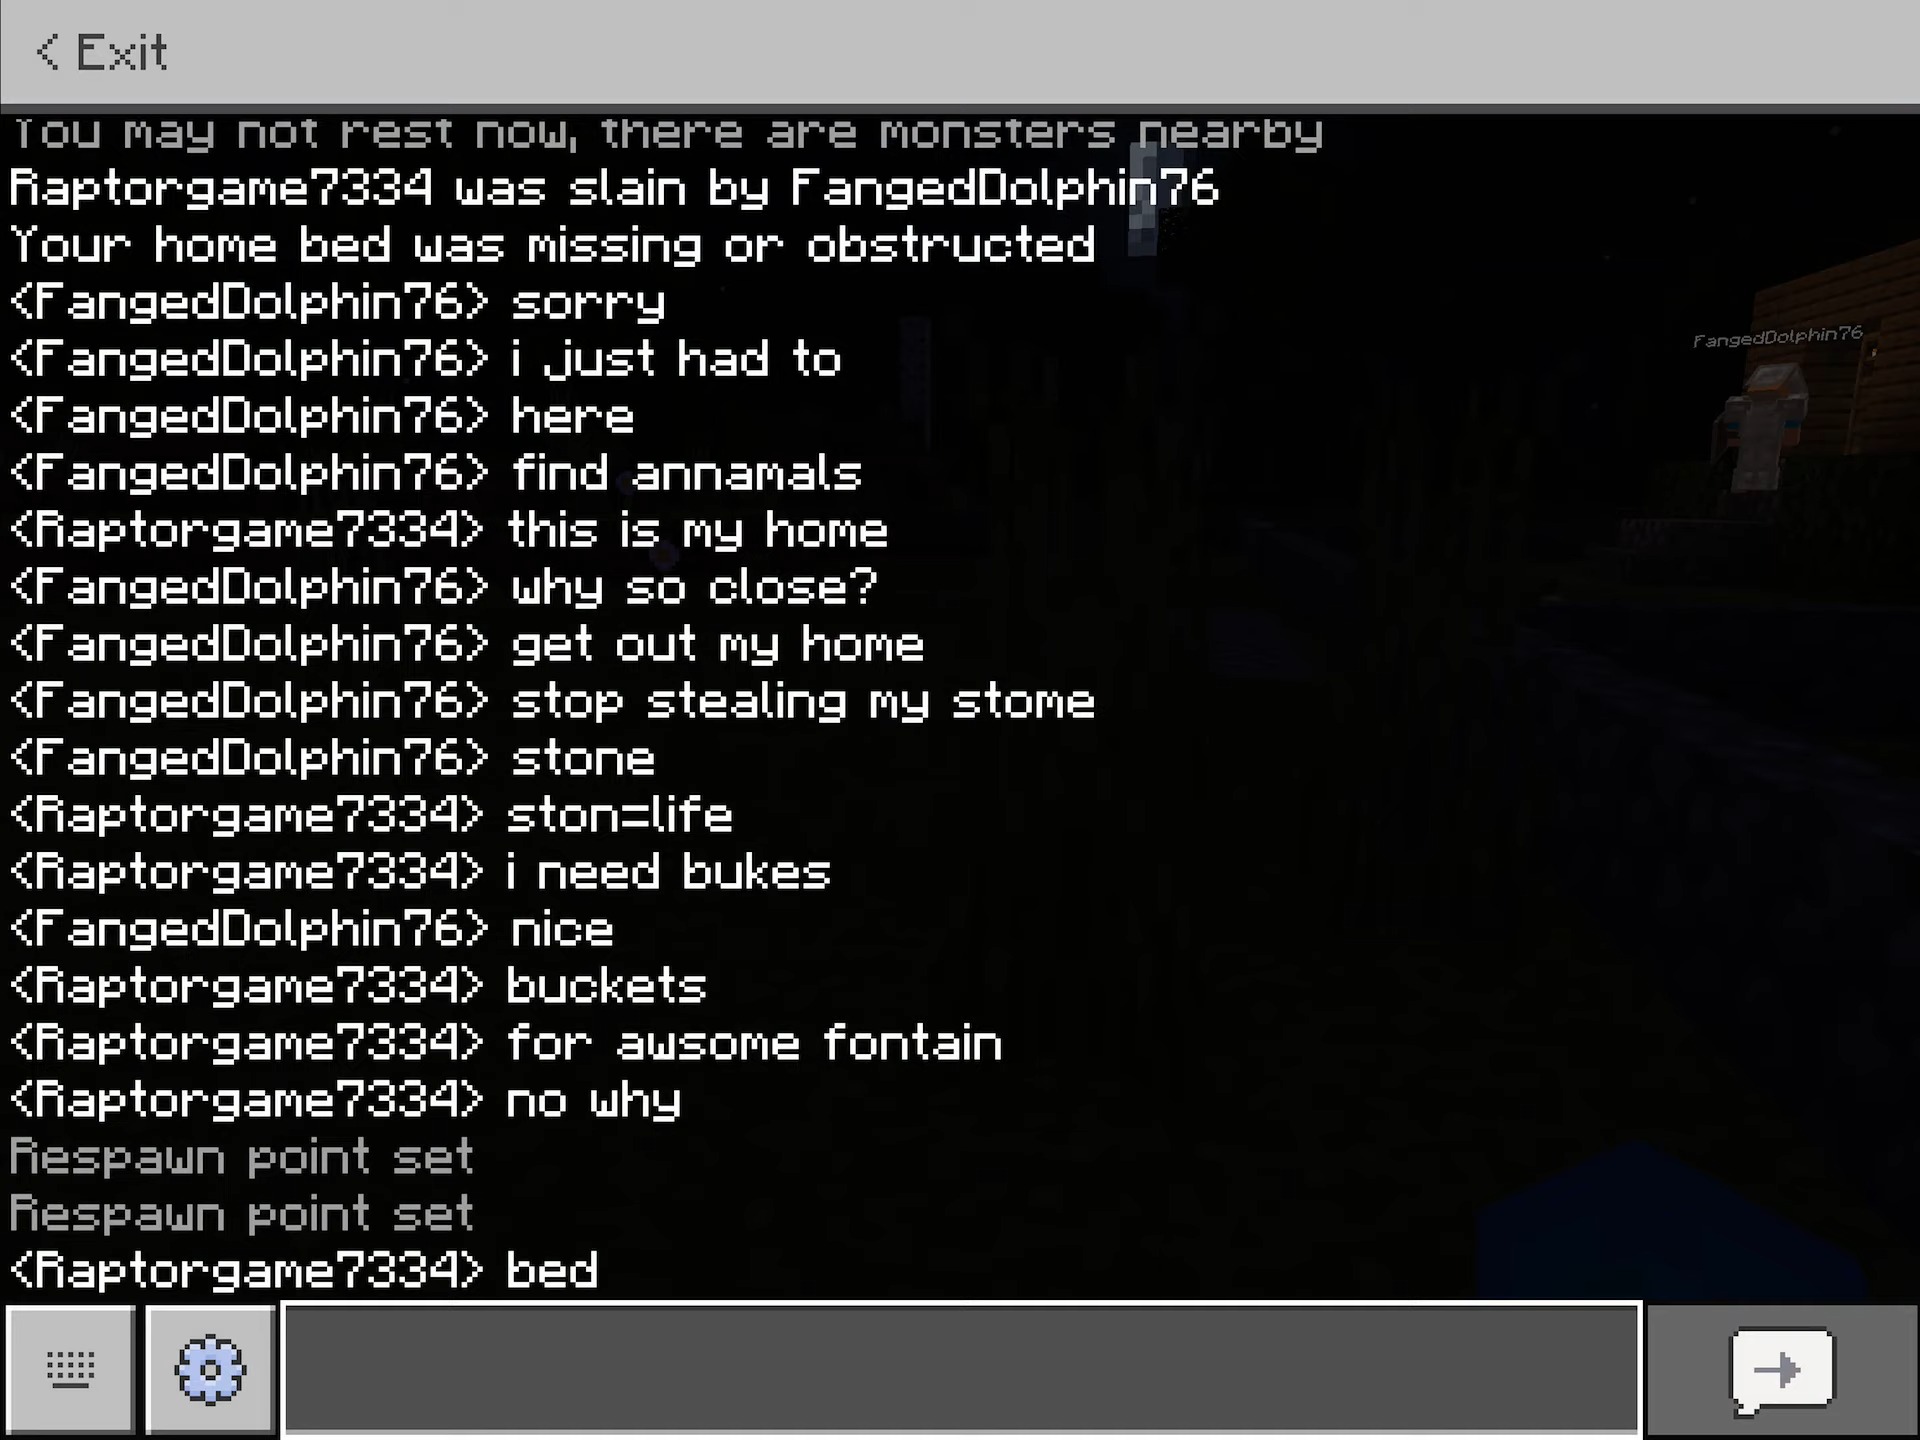 < Exit
You may not rest now, there are monsters nearby
Raptorgame7334 was slain by FangedDolphin76
Your home bed was missing or obstructed
<FangedDolphin76> sorry
<FangedDolphin76> i just had to
<FangedDolphin76> here
<FangedDolphin76> find annamals
<Raptorgame7334> this is my home
<FangedDolphin76> why so close?
<FangedDolphin76> get out my home
<FangedDolphin76> stop stealing my stome
<FangedDolphin76> stone
<Raptorgame7334> ston=life
<Raptorgame7334> i need bukes
<FangedDolphin76> nice
<Raptorgame7334> buckets
<Raptorgame7334> for awsome fontain
<Raptorgame7334> no why
Respawn point set
Respawn point set
<Raptorgame7334> bed
FangedDolphin76